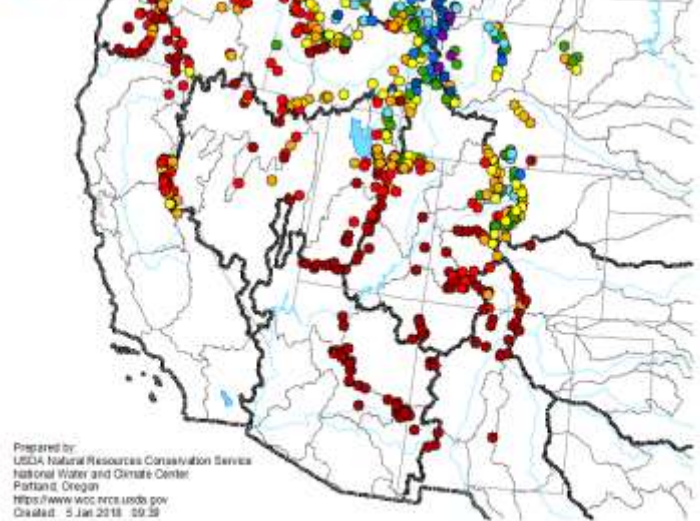 Prepared by:
USDA Natural Resources Conservation Service
National Water and Climate Center
Portland, Oregon
https://www.wcc.nrcs.usda.gov
Created: 5 Jan 2018 09:39